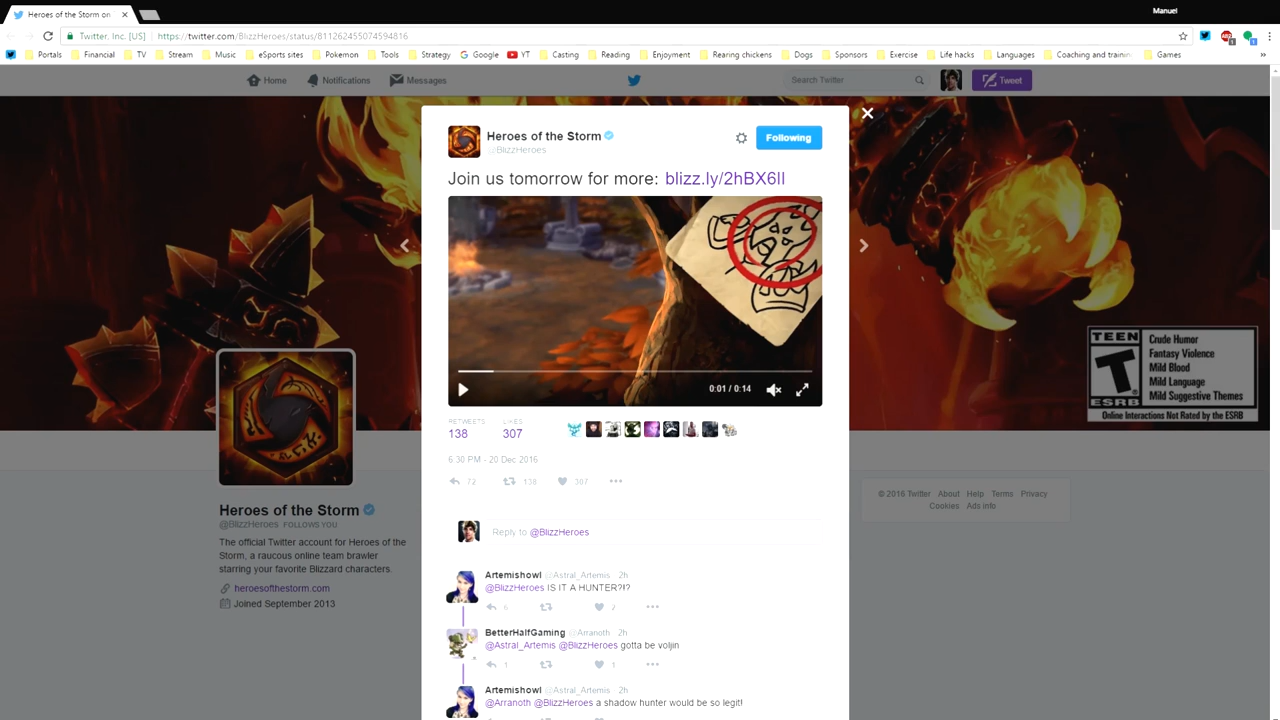 Manuel
Heroes of the Storm on
Twitter, Inc. [US] | https://twitter.com/BlizzHeroes/status/811262455074594816
Portals Financial TV Stream Music eSports sites Pokemon Tools Strategy Google YT Casting Reading Enjoyment Rearing chickens Dogs Sponsors Exercise Life hacks Languages Coaching and trainin Games »
Home Notifications Messages Search Twitter Tweet
Heroes of the Storm
@BlizzHeroes
Following
Join us tomorrow for more: blizz.ly/2hBX6Il
0:01 / 0:14
TEEN
T
ESRB
Crude Humor
Fantasy Violence
Mild Blood
Mild Language
Mild Suggestive Themes
Online Interactions Not Rated by the ESRB
RETWEETS LIKES
138 307
6:30 PM - 20 Dec 2016
72 138 307
Reply to @BlizzHeroes
Heroes of the Storm
@BlizzHeroes FOLLOWS YOU
The official Twitter account for Heroes of the
Storm, a raucous online team brawler
starring your favorite Blizzard characters.
heroesofthestorm.com
Joined September 2013
© 2016 Twitter About Help Terms Privacy
Cookies Ads info
Artemishowl @Astral_Artemis 2h
@BlizzHeroes IS IT A HUNTER?!?
6 2
BetterHalfGaming @Arranoth 2h
@Astral_Artemis @BlizzHeroes gotta be voljin
1 1
Artemishowl @Astral_Artemis 2h
@Arranoth @BlizzHeroes a shadow hunter would be so legit!